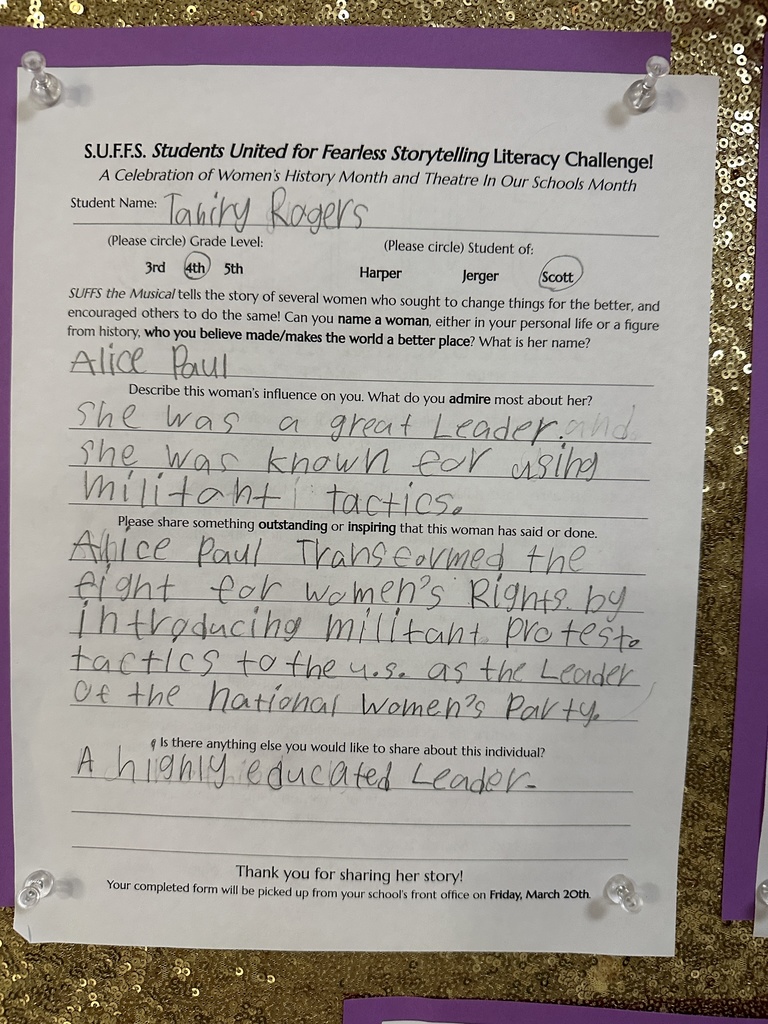 S.U.F.F.S. Students United for Fearless Storytelling Literacy Challenge!
A Celebration of Women's History Month and Theatre In Our Schools Month
Student Name: Taniry Rogers
(Please circle) Grade Level: (Please circle) Student of:
3rd 4th 5th Harper Jerger Scott
SUFFS the Musical tells the story of several women who sought to change things for the better, and
encouraged others to do the same! Can you name a woman, either in your personal life or a figure
from history, who you believe made/makes the world a better place? What is her name?
Alice Paul
Describe this woman's influence on you. What do you admire most about her?
she was a great Leader. and
she was known for using
militant tactics.
Please share something outstanding or inspiring that this woman has said or done.
Alice Paul Transformed the
fight for women's Rights by
introducing militant protest.
tactics to the u.s. as the Leader
of the national women's Party.
Is there anything else you would like to share about this individual?
A highly educated Leader.
Thank you for sharing her story!
Your completed form will be picked up from your school's front office on Friday, March 20th.